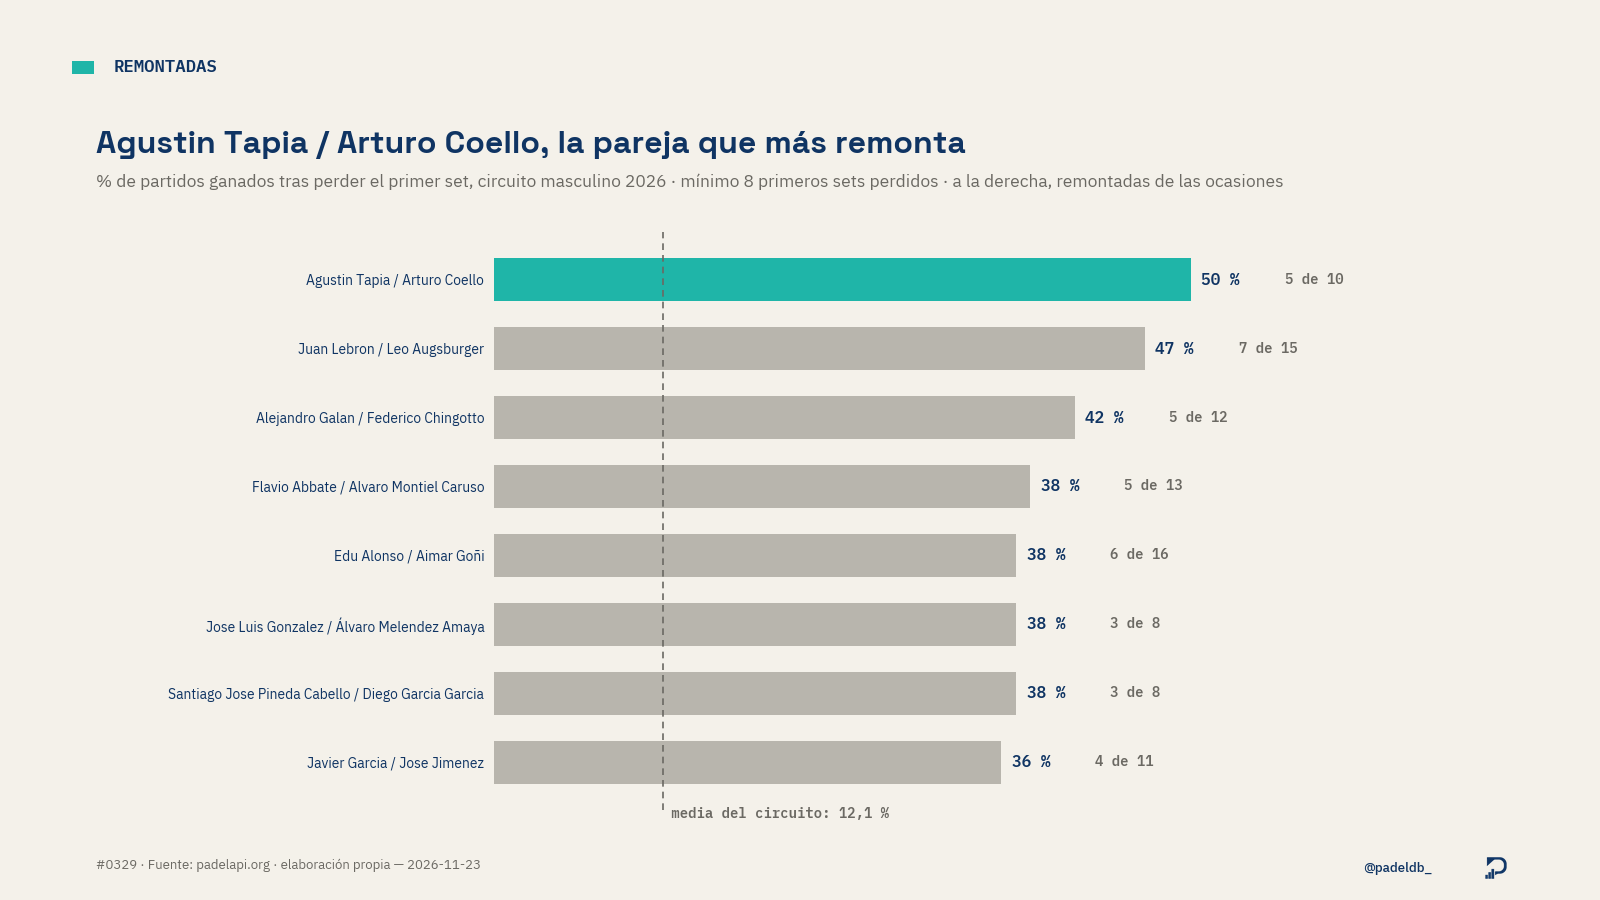 REMONTADAS
Agustin Tapia / Arturo Coello, la pareja que más remonta
% de partidos ganados tras perder el primer set, circuito masculino 2026 · mínimo 8 primeros sets perdidos · a la derecha, remontadas de las ocasiones
Agustin Tapia / Arturo Coello 50 % 5 de 10
Juan Lebron / Leo Augsburger 47 % 7 de 15
Alejandro Galan / Federico Chingotto 42 % 5 de 12
Flavio Abbate / Alvaro Montiel Caruso 38 % 5 de 13
Edu Alonso / Aimar Goñi 38 % 6 de 16
Jose Luis Gonzalez / Álvaro Melendez Amaya 38 % 3 de 8
Santiago Jose Pineda Cabello / Diego Garcia Garcia 38 % 3 de 8
Javier Garcia / Jose Jimenez 36 % 4 de 11
media del circuito: 12,1 %
#0329 · Fuente: padelapi.org · elaboración propia — 2026-11-23
@padeldb_